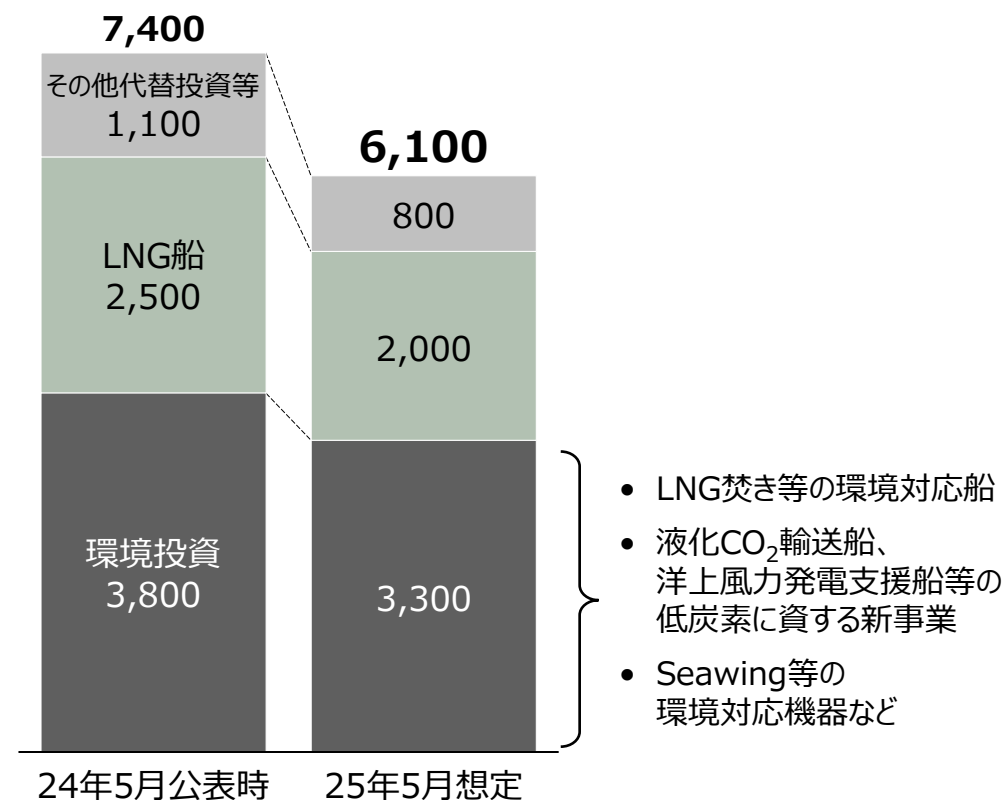 7,400
その他代替投資等
1,100
LNG船
2,500
環境投資
3,800
24年5月公表時
6,100
800
2,000
3,300
25年5月想定
• LNG焚き等の環境対応船
• 液化CO₂輸送船、
洋上風力発電支援船等の
低炭素に資する新事業
• Seawing等の
環境対応機器など